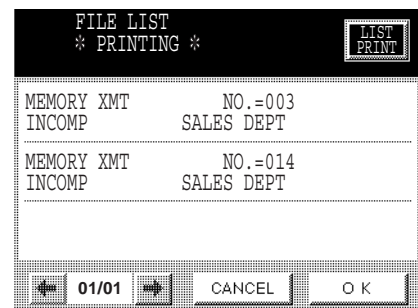 FILE LIST
* PRINTING *
LIST
PRINT
MEMORY XMT NO.=003
INCOMP SALES DEPT
MEMORY XMT NO.=014
INCOMP SALES DEPT
01/01 CANCEL OK